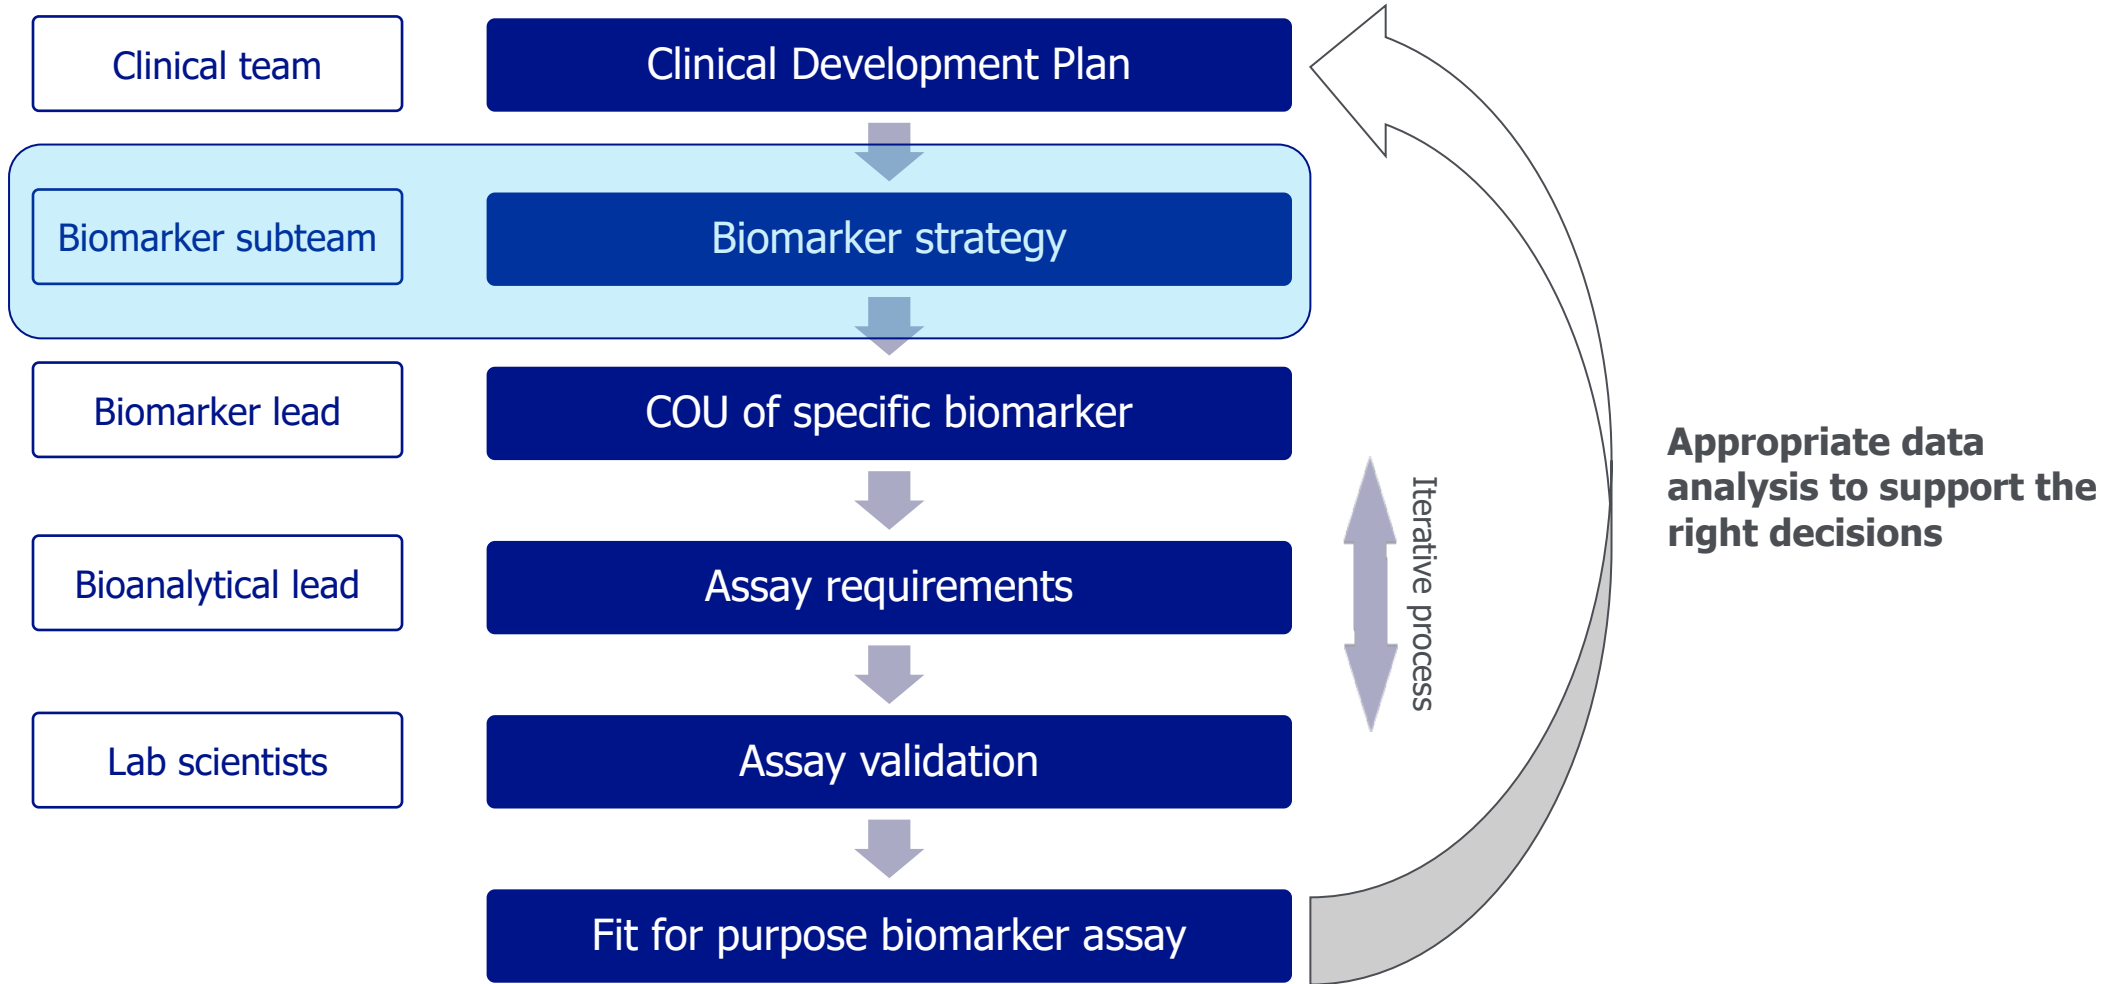 Clinical team
Clinical Development Plan
Biomarker subteam
Biomarker strategy
Biomarker lead
COU of specific biomarker
Bioanalytical lead
Assay requirements
Lab scientists
Assay validation
Fit for purpose biomarker assay
Iterative process
Appropriate data
analysis to support the
right decisions